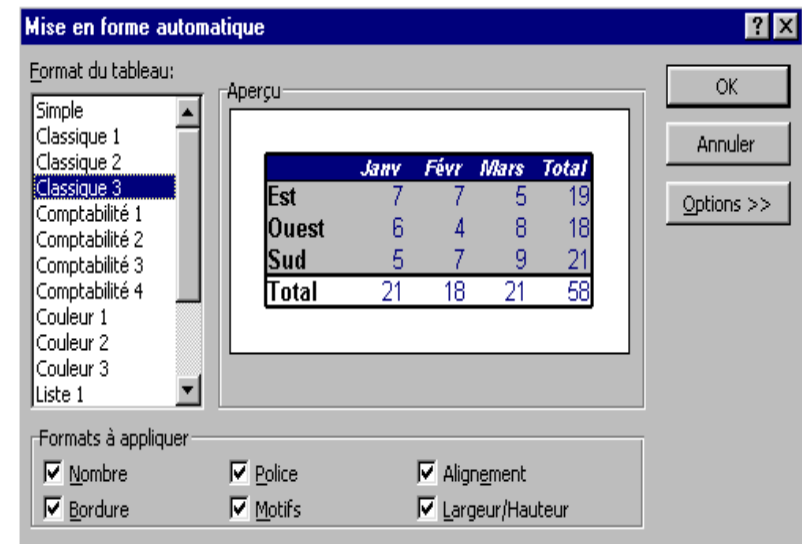 Mise en forme automatique
Format du tableau:
Simple
Classique 1
Classique 2
Classique 3
Comptabilité 1
Comptabilité 2
Comptabilité 3
Comptabilité 4
Couleur 1
Couleur 2
Couleur 3
Liste 1
Aperçu
Janv Févr Mars Total
Est 7 7 5 19
Ouest 6 4 8 18
Sud 5 7 9 21
Total 21 18 21 58
OK
Annuler
Options >>
Formats à appliquer
Nombre Police Alignement
Bordure Motifs Largeur/Hauteur